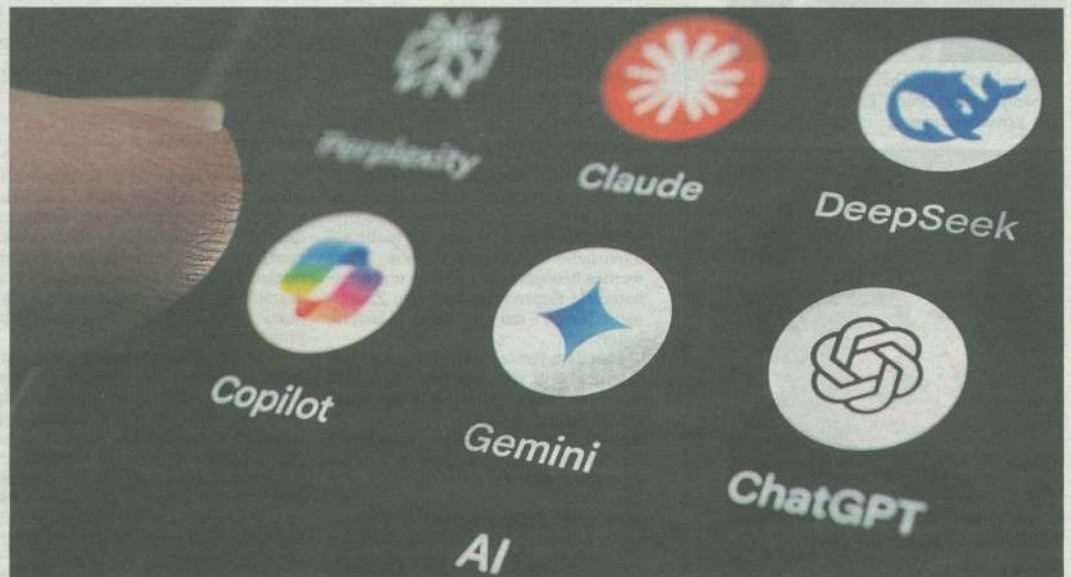 Perplexity
Claude
DeepSeek
Copilot
Gemini
ChatGPT
AI